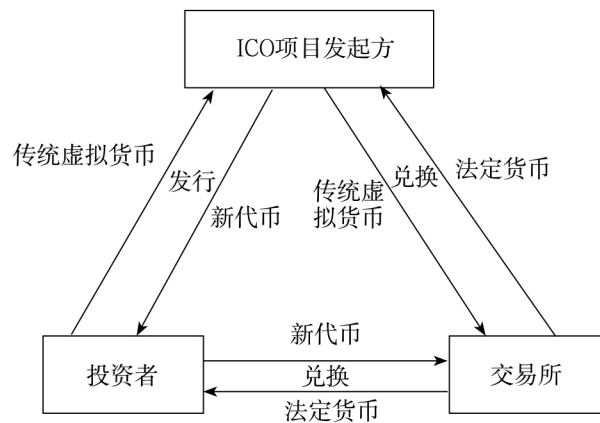 ICO项目发起方
传统虚拟货币
发行
新代币
传统虚
拟货币
兑换
法定货币
新代币
投资者
兑换
交易所
法定货币